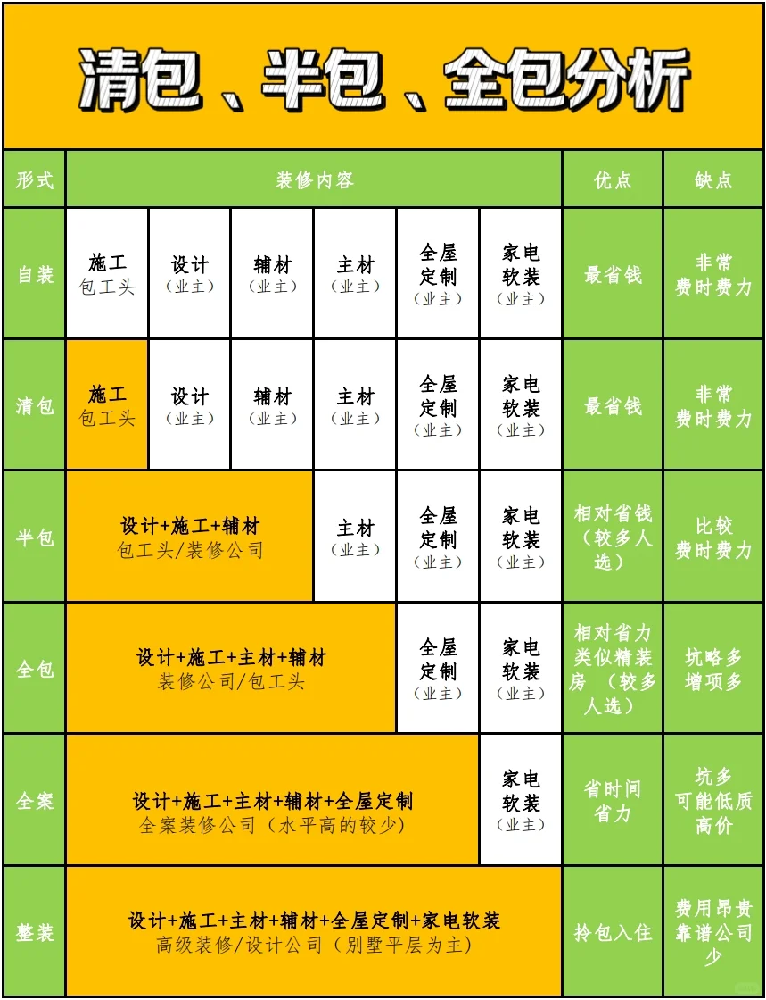 清包、半包、全包分析
形式
装修内容
优点
缺点
自装
施工
包工头
设计
（业主）
辅材
（业主）
主材
（业主）
全屋
定制
（业主）
家电
软装
（业主）
最省钱
非常
费时费力
清包
施工
包工头
设计
（业主）
辅材
（业主）
主材
（业主）
全屋
定制
（业主）
家电
软装
（业主）
最省钱
非常
费时费力
半包
设计+施工+辅材
包工头/装修公司
主材
（业主）
全屋
定制
（业主）
家电
软装
（业主）
相对省钱
（较多人
选）
比较
费时费力
全包
设计+施工+主材+辅材
装修公司/包工头
全屋
定制
（业主）
家电
软装
（业主）
相对省力
类似精装
房 （较多
人选）
坑略多
增项多
全案
设计+施工+主材+辅材+全屋定制
全案装修公司（水平高的较少)
家电
软装
（业主）
省时间
省力
坑多
可能低质
高价
整装
设计+施工+主材+辅材+全屋定制+家电软装
高级装修/设计公司（别墅平层为主)
拎包入住
费用昂贵
靠谱公司
少